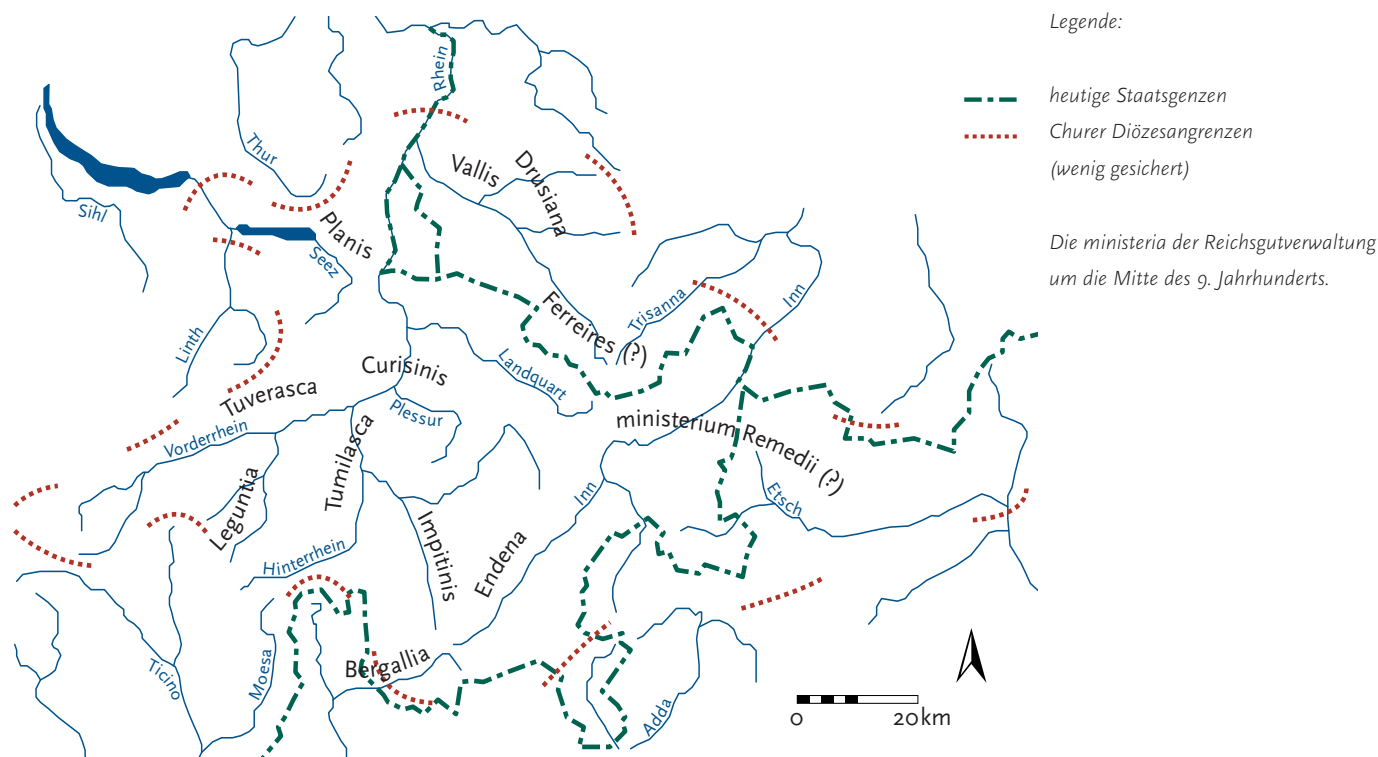 Legende:
heutige Staatsgenzen
Churer Diözesangrenzen
(wenig gesichert)
Die ministeria der Reichsgutverwaltung
um die Mitte des 9. Jahrhunderts.
Rhein
Thur
Vallis
Drusiana
Sihl
Planis
Seez
Linth
Ferreires (?)
Trisanna
Inn
Curisinis
Landquart
Tuverasca
Plessur
Vorderrhein
Tumilasca
ministerium Remedii (?)
Leguntia
Inn
Etsch
Impitinis
Endena
Hinterrhein
Bergallia
Ticino
Moesa
Adda
0 20 km